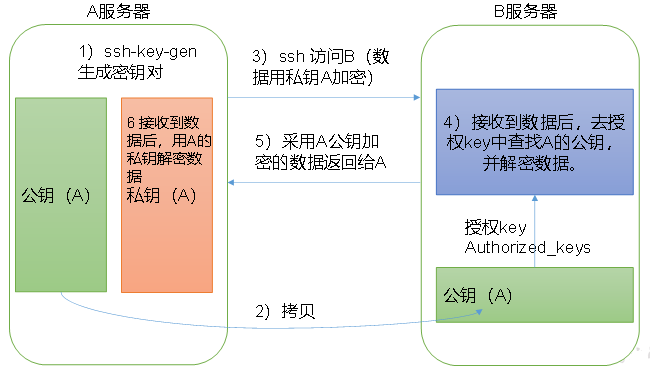 A服务器
1）ssh-key-gen
生成密钥对
公钥（A）
6 接收到数
据后，用A的
私钥解密数
据
私钥（A）
3）ssh 访问B（数
据用私钥A加密）
5）采用A公钥加
密的数据返回给A
2）拷贝
B服务器
4）接收到数据后，去授
权key中查找A的公钥，
并解密数据。
授权key
Authorized_keys
公钥（A）